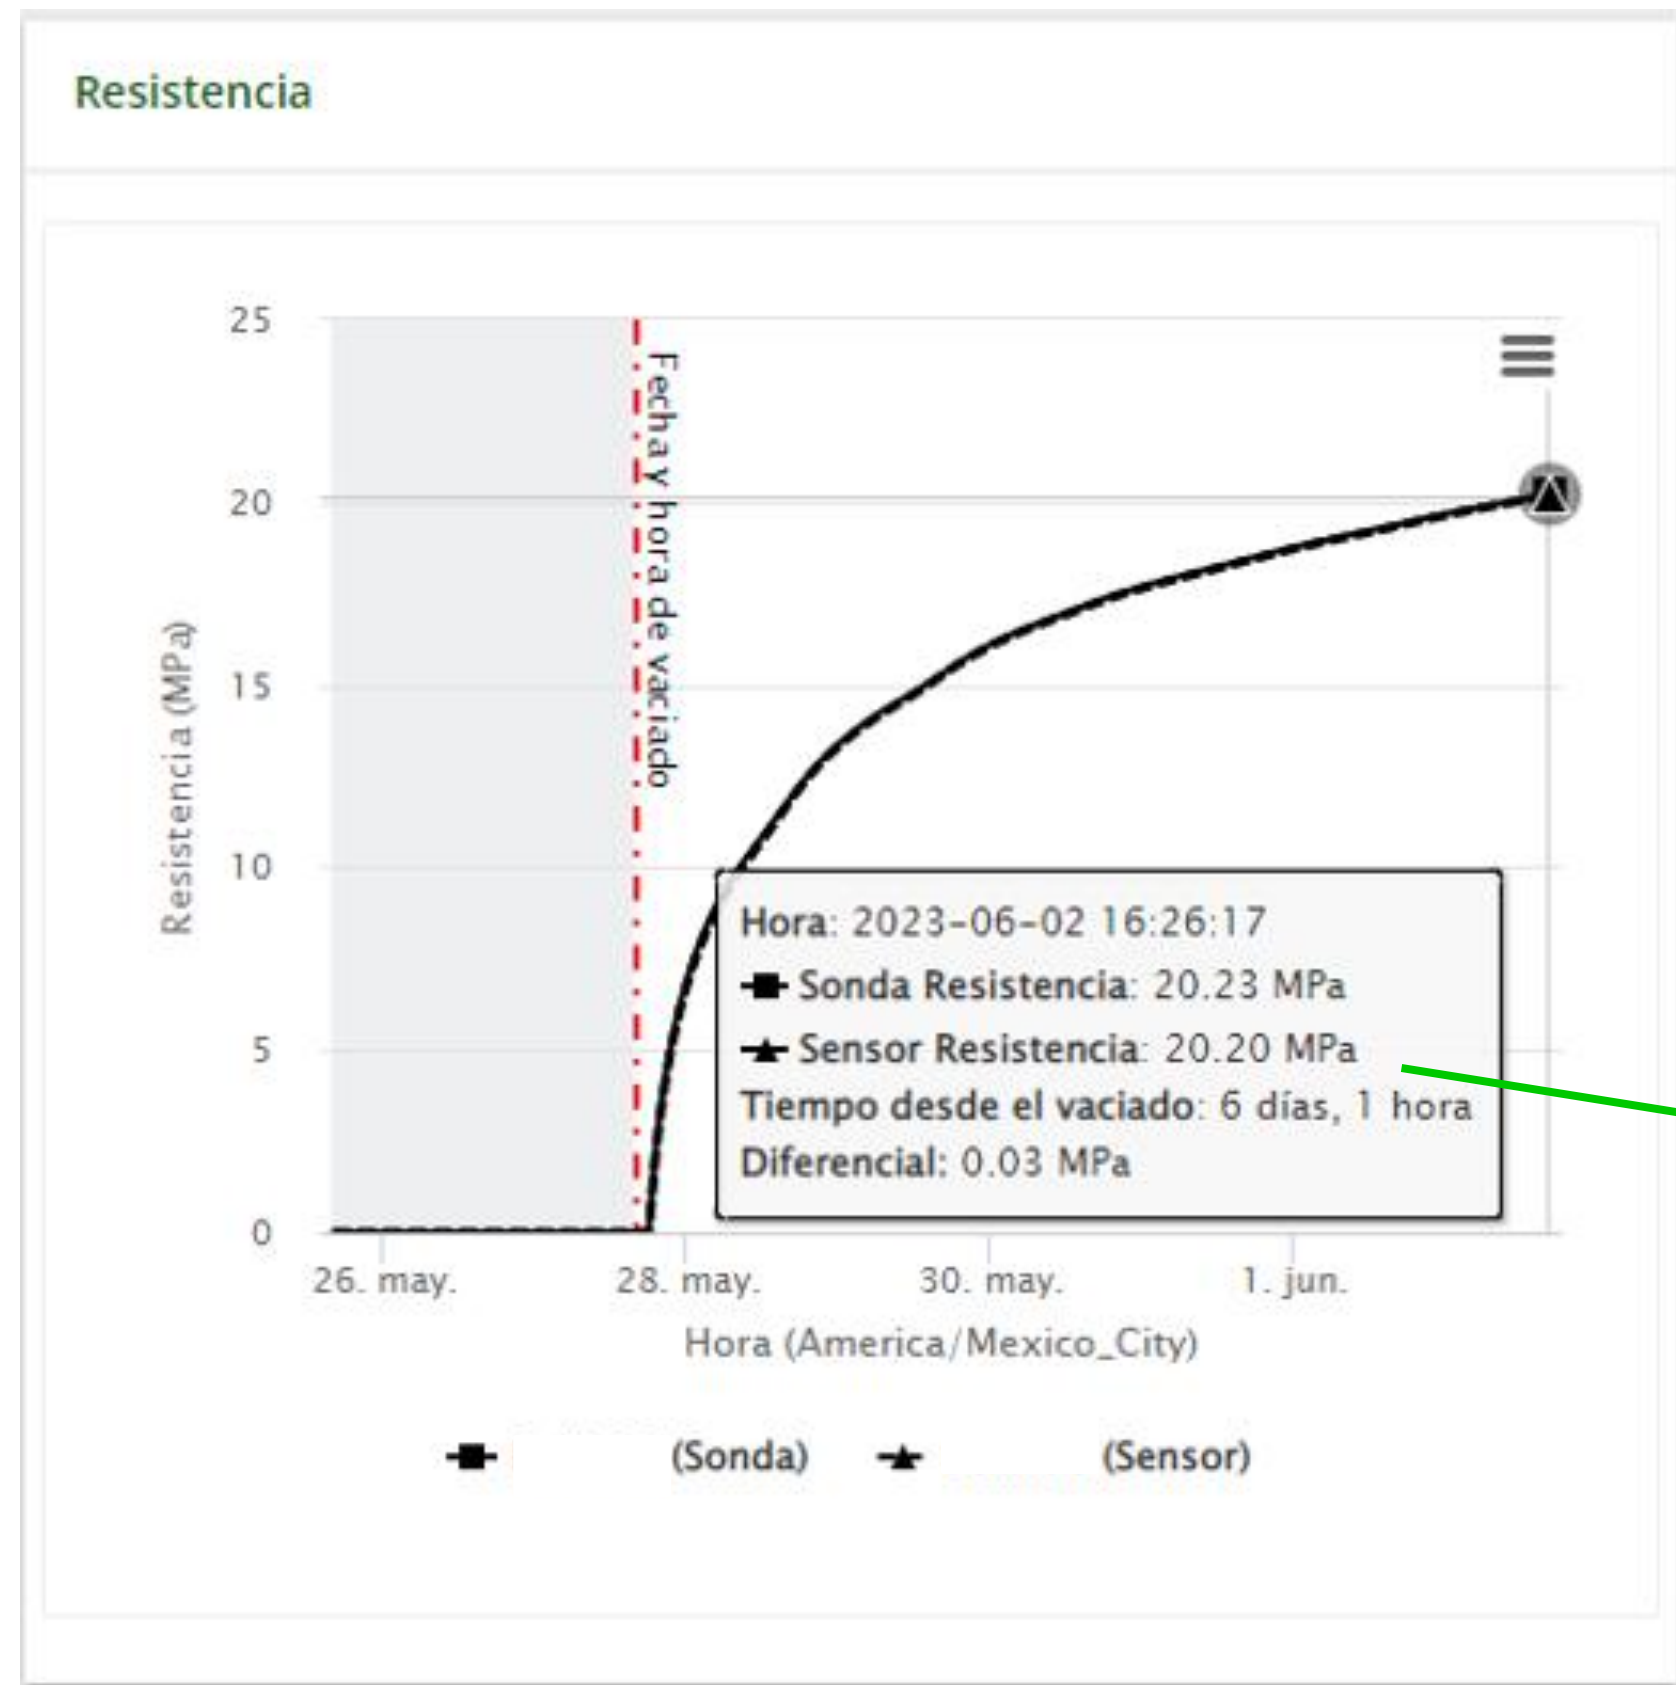 Resistencia
25
20
15
10
5
0
Resistencia (MPa)
Fecha y hora de vaciado
Hora: 2023-06-02 16:26:17
Sonda Resistencia: 20.23 MPa
Sensor Resistencia: 20.20 MPa
Tiempo desde el vaciado: 6 días, 1 hora
Diferencial: 0.03 MPa
26. may.
28. may.
30. may.
1. jun.
Hora (America/Mexico_City)
(Sonda)
(Sensor)